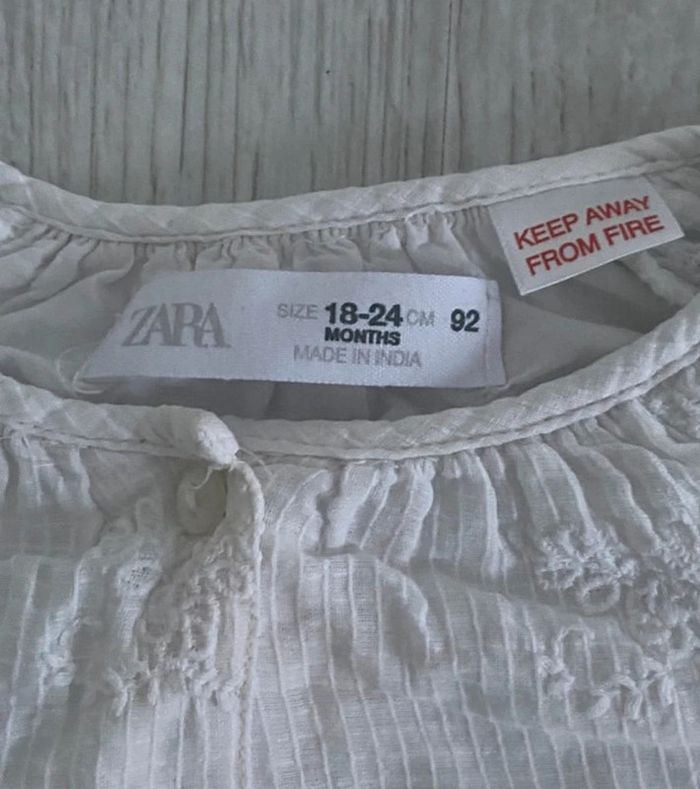 KEEP AWAY
FROM FIRE
ZARA
SIZE 18-24 CM 92
MONTHS
MADE IN INDIA